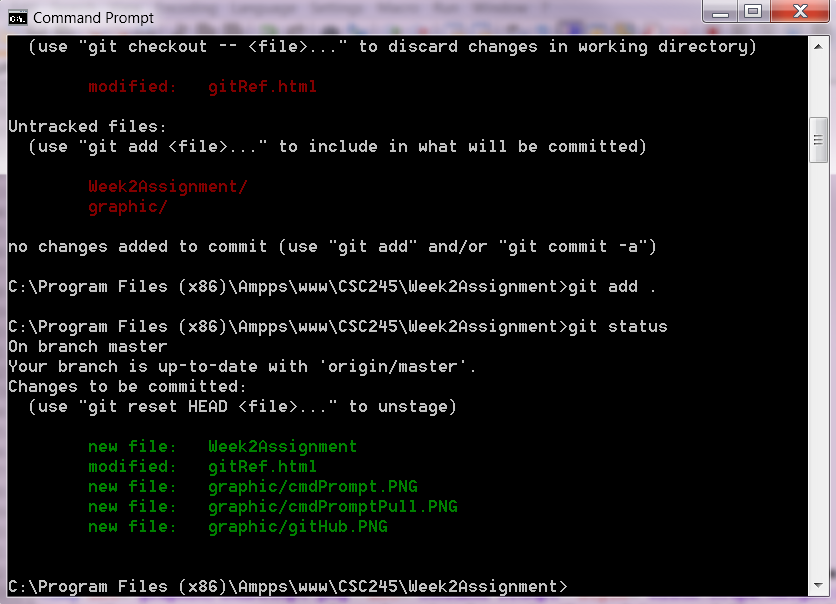 Command Prompt
(use "git checkout -- <file>..." to discard changes in working directory)
modified:   gitRef.html
Untracked files:
(use "git add <file>..." to include in what will be committed)
Week2Assignment/
graphic/
no changes added to commit (use "git add" and/or "git commit -a")
C:\Program Files (x86)\Ampps\www\CSC245\Week2Assignment>git add .
C:\Program Files (x86)\Ampps\www\CSC245\Week2Assignment>git status
On branch master
Your branch is up-to-date with 'origin/master'.
Changes to be committed:
(use "git reset HEAD <file>..." to unstage)
new file:   Week2Assignment
modified:   gitRef.html
new file:   graphic/cmdPrompt.PNG
new file:   graphic/cmdPromptPull.PNG
new file:   graphic/gitHub.PNG
C:\Program Files (x86)\Ampps\www\CSC245\Week2Assignment>